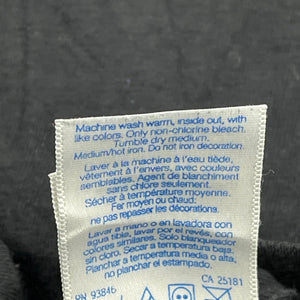 Machine wash warm, inside out, with
like colors. Only non-chlorine bleach.
Tumble dry medium.
Medium/hot iron. Do not iron decoration.
Laver à la machine à l'eau tiède,
vêtement à l'envers, avec couleurs
semblables. Agent de blanchiment
sans chlore seulement.
Sécher à température moyenne.
Fer moyen ou chaud;
ne pas repasser les décorations.
Lavar a mano o en lavadora con
agua tibia, lavar por el revés, con
colores similares. Solo blanqueador
sin cloro. Secar a temperatura baja.
Planchar a temperatura media o alta,
no planchar el estampado.
RN 93846
CA 25181